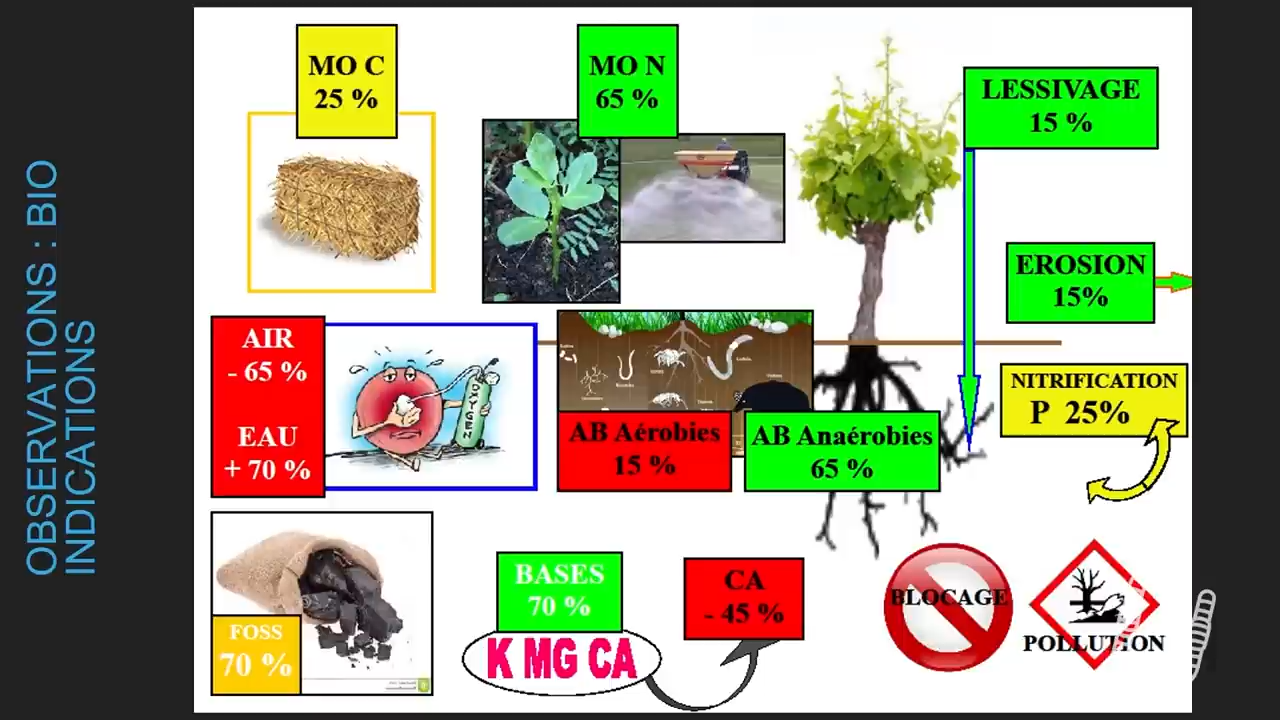 OBSERVATIONS : BIO
INDICATIONS
MO C
25 %
MO N
65 %
LESSIVAGE
15 %
EROSION
15%
AIR
- 65 %
EAU
+ 70 %
OXYGEN
AB Aérobies
15 %
AB Anaérobies
65 %
NITRIFICATION
P 25%
FOSS
70 %
BASES
70 %
K MG CA
CA
- 45 %
BLOCAGE
POLLUTION